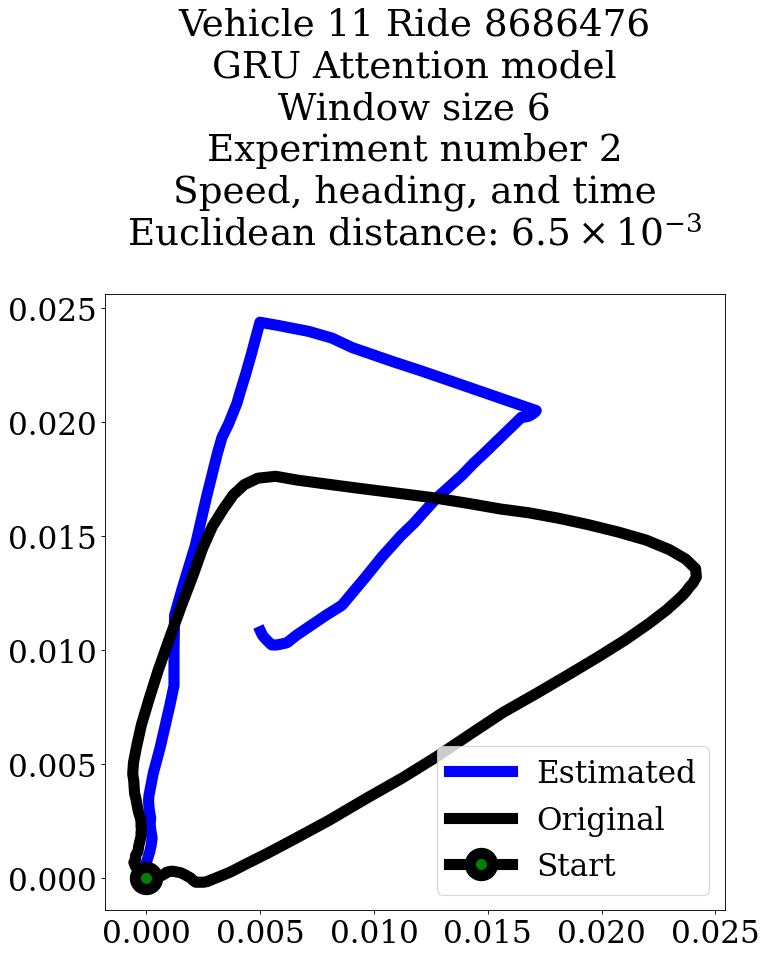 Vehicle 11 Ride 8686476
GRU Attention model
Window size 6
Experiment number 2
Speed, heading, and time
Euclidean distance: 6.5 × 10⁻³
0.025
0.020
0.015
0.010
0.005
0.000
Estimated
Original
Start
0.000 0.005 0.010 0.015 0.020 0.025